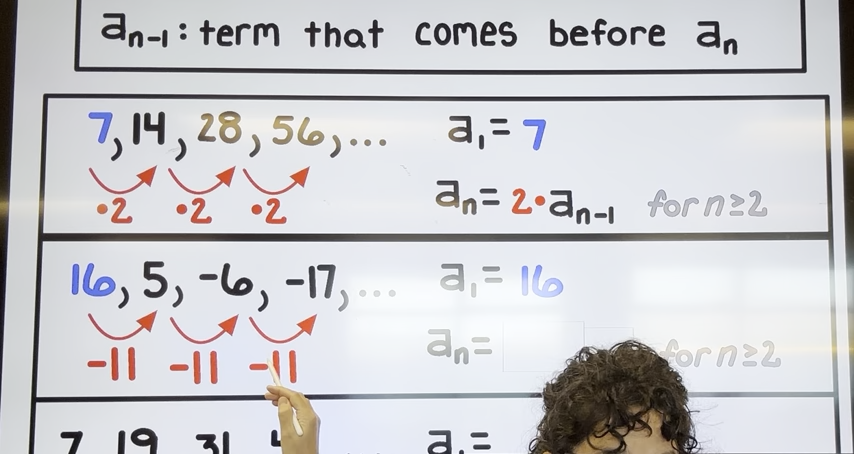 aₙ₋₁: term that comes before aₙ
7, 14, 28, 56, ... a₁ = 7
•2 •2 •2 aₙ = 2•aₙ₋₁ for n ≥ 2
16, 5, -6, -17, ... a₁ = 16
-11 -11 -11 aₙ = for n ≥ 2
7 19 31 a₁ =